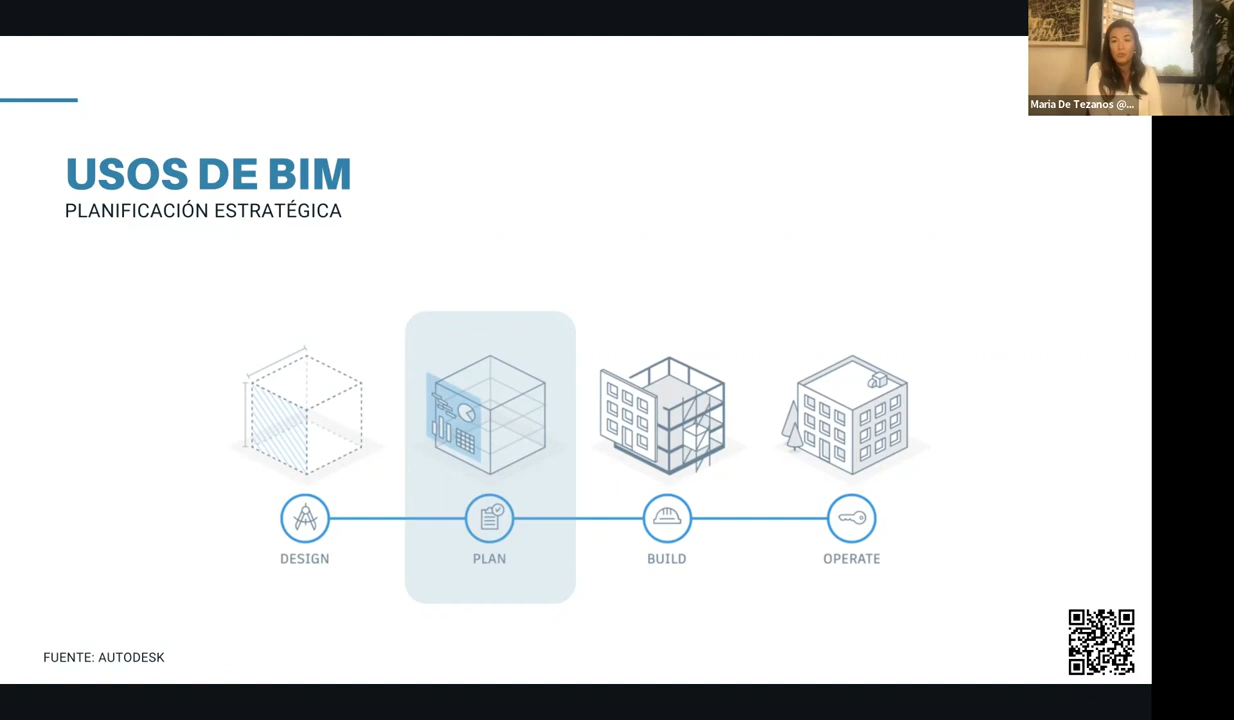 Maria De Tezanos @...
USOS DE BIM
PLANIFICACIÓN ESTRATÉGICA
DESIGN
PLAN
BUILD
OPERATE
FUENTE: AUTODESK